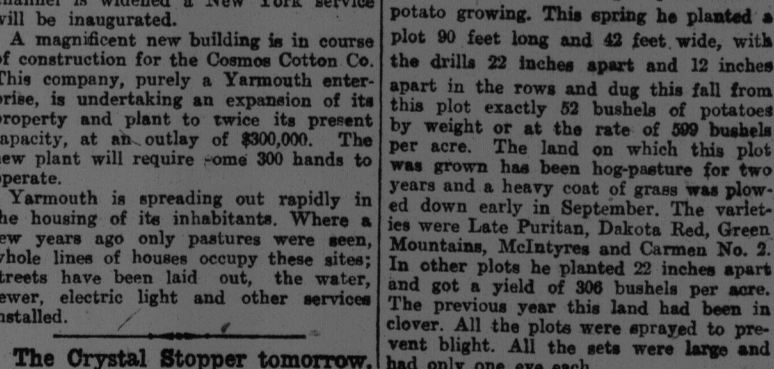 channel is widened a New York service
will be inaugurated.
A magnificent new building is in course
of construction for the Cosmos Cotton Co.
This company, purely a Yarmouth enter-
prise, is undertaking an expansion of its
property and plant to twice its present
capacity, at an outlay of $300,000. The
new plant will require some 300 hands to
operate.
Yarmouth is spreading out rapidly in
the housing of its inhabitants. Where a
few years ago only pastures were seen,
whole lines of houses occupy these sites;
streets have been laid out, the water,
sewer, electric light and other services
installed.
The Crystal Stopper tomorrow.
potato growing. This spring he planted a
plot 90 feet long and 42 feet wide, with
the drills 22 inches apart and 12 inches
apart in the rows and dug this fall from
this plot exactly 52 bushels of potatoes
by weight or at the rate of 599 bushels
per acre. The land on which this plot
was grown has been hog-pasture for two
years and a heavy coat of grass was plow-
ed down early in September. The variet-
ies were Late Puritan, Dakota Red, Green
Mountains, McIntyres and Carmen No. 2.
In other plots he planted 22 inches apart
and got a yield of 306 bushels per acre.
The previous year this land had been in
clover. All the plots were sprayed to pre-
vent blight. All the sets were large and
had only one eye each